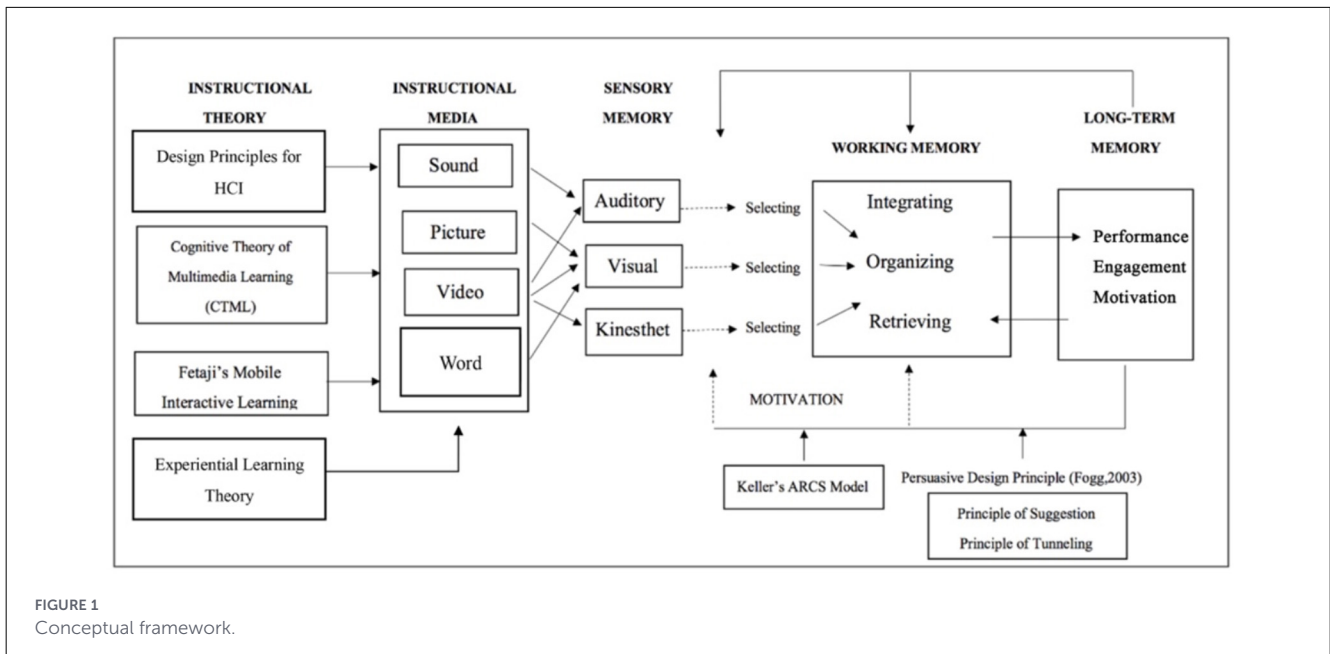 INSTRUCTIONAL
THEORY
Design Principles for
HCI
Cognitive Theory of
Multimedia Learning
(CTML)
Fetaji's Mobile
Interactive Learning
Experiential Learning
Theory
INSTRUCTIONAL
MEDIA
Sound
Picture
Video
Word
SENSORY
MEMORY
Auditory
Visual
Kinesthet
Selecting
Selecting
Selecting
WORKING MEMORY
Integrating
Organizing
Retrieving
LONG-TERM
MEMORY
Performance
Engagement
Motivation
MOTIVATION
Keller's ARCS Model
Persuasive Design Principle (Fogg,2003)
Principle of Suggestion
Principle of Tunneling
FIGURE 1
Conceptual framework.